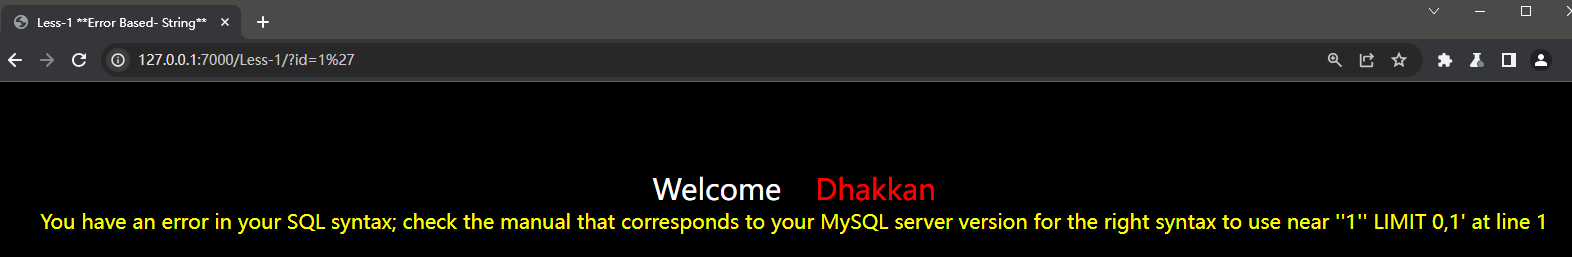 Less-1 **Error Based- String**
127.0.0.1:7000/Less-1/?id=1%27
Welcome Dhakkan
You have an error in your SQL syntax; check the manual that corresponds to your MySQL server version for the right syntax to use near ''1'' LIMIT 0,1' at line 1